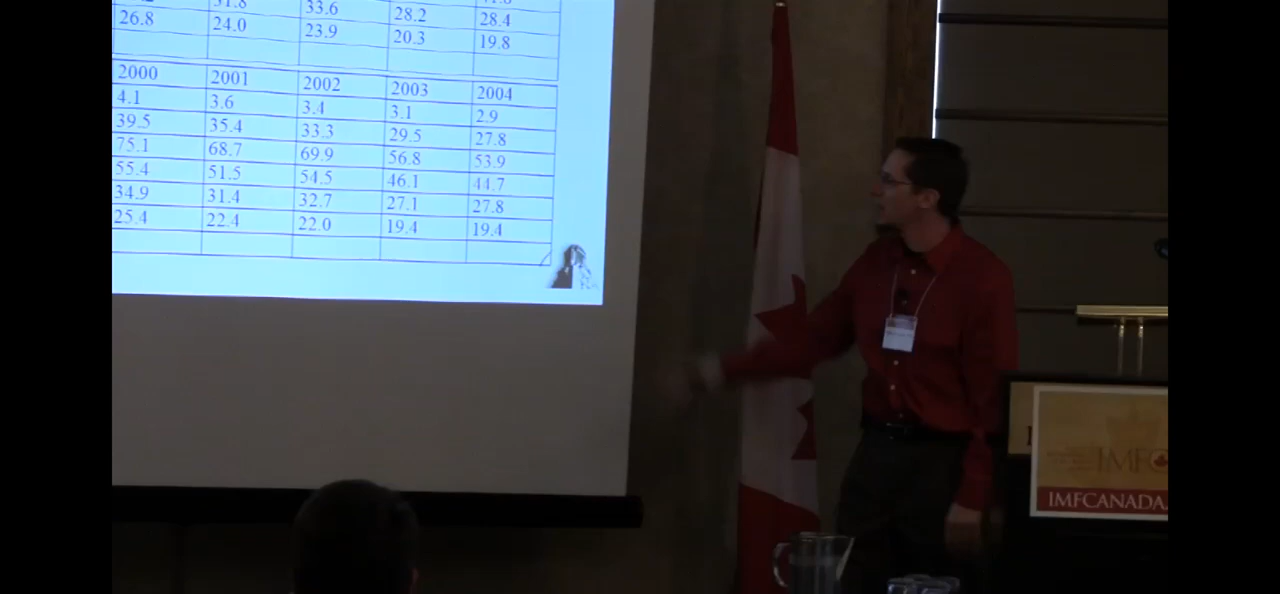 33.6 28.2 28.4
26.8 24.0 23.9 20.3 19.8
2000 2001 2002 2003 2004
4.1 3.6 3.4 3.1 2.9
39.5 35.4 33.3 29.5 27.8
75.1 68.7 69.9 56.8 53.9
55.4 51.5 54.5 46.1 44.7
34.9 31.4 32.7 27.1 27.8
25.4 22.4 22.0 19.4 19.4
IMFC
IMFCANADA.